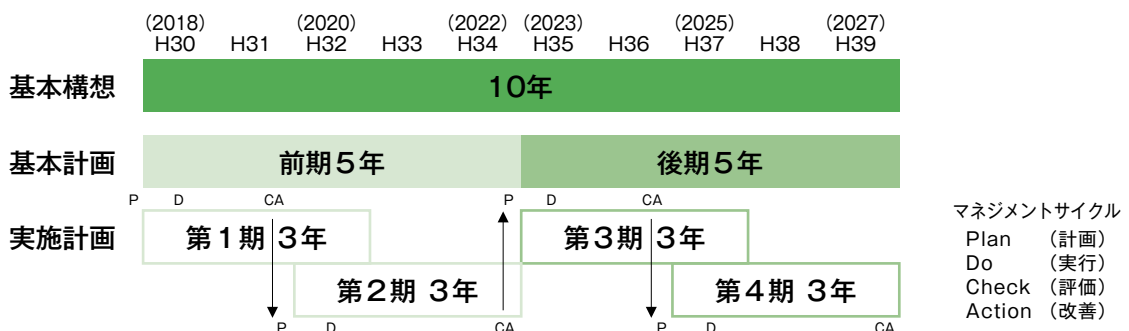 (2018) (2020) (2022) (2023) (2025) (2027)
H30 H31 H32 H33 H34 H35 H36 H37 H38 H39
基本構想 10年
基本計画 前期5年 後期5年
P D CA P D CA
実施計画 第1期 3年 第3期 3年
第2期 3年 第4期 3年
P D CA P D CA
マネジメントサイクル
Plan （計画）
Do （実行）
Check （評価）
Action （改善）